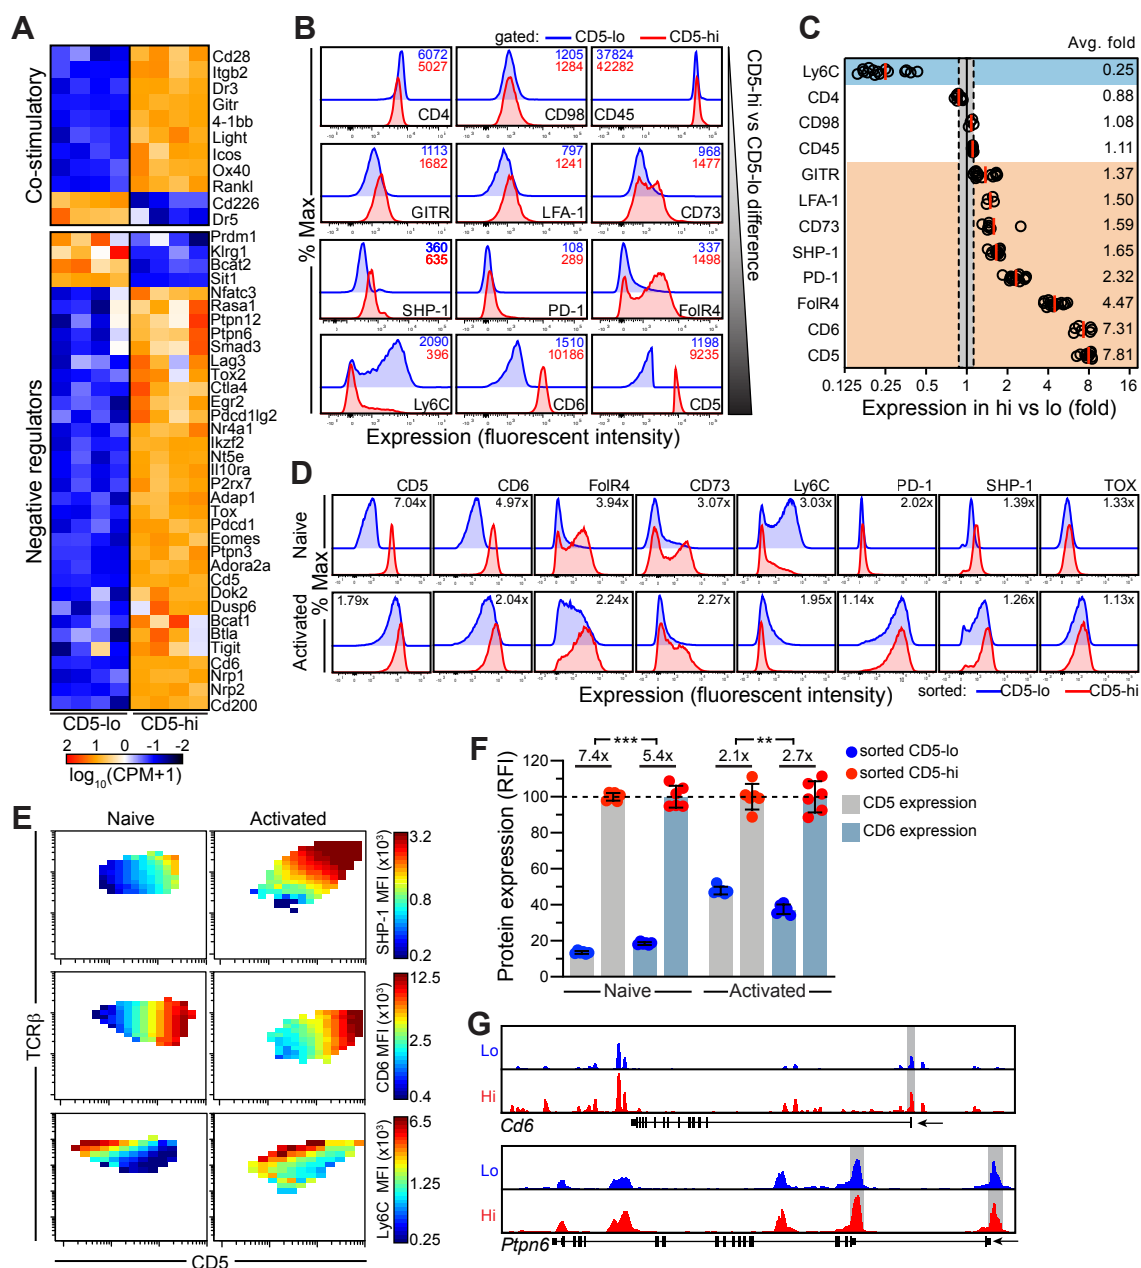 A
Co-stimulatory
Cd28
Itgb2
Dr3
Gitr
4-1bb
Light
Icos
Ox40
Rankl
Cd226
Dr5
Negative regulators
Prdm1
Klrg1
Bcat2
Sit1
Nfatc3
Rasa1
Ptpn12
Ptpn6
Smad3
Lag3
Tox2
Ctla4
Egr2
Pdcd1lg2
Nr4a1
Ikzf2
Nt5e
Il10ra
P2rx7
Adap1
Tox
Pdcd1
Eomes
Ptpn3
Adora2a
Cd5
Dok2
Dusp6
Bcat1
Btla
Tigit
Cd6
Nrp1
Nrp2
Cd200
CD5-lo CD5-hi
2 1 0 -1 -2
log10(CPM+1)
B
gated: CD5-lo CD5-hi
% Max
6072
5027
CD4
1205
1284
CD98
37824
42282
CD45
1113
1682
GITR
797
1241
LFA-1
968
1477
CD73
360
635
SHP-1
108
289
PD-1
337
1498
FolR4
2090
396
Ly6C
1510
10186
CD6
1198
9235
CD5
Expression (fluorescent intensity)
CD5-hi vs CD5-lo difference
C
Avg. fold
Ly6C 0.25
CD4 0.88
CD98 1.08
CD45 1.11
GITR 1.37
LFA-1 1.50
CD73 1.59
SHP-1 1.65
PD-1 2.32
FolR4 4.47
CD6 7.31
CD5 7.81
0.125 0.25 0.5 1 2 4 8 16
Expression in hi vs lo (fold)
D
CD5 CD6 FolR4 CD73 Ly6C PD-1 SHP-1 TOX
% Max
Naive
7.04x 4.97x 3.94x 3.07x 3.03x 2.02x 1.39x 1.33x
Activated
1.79x 2.04x 2.24x 2.27x 1.95x 1.14x 1.26x 1.13x
Expression (fluorescent intensity)
sorted: CD5-lo CD5-hi
E
Naive Activated
TCRβ
SHP-1 MFI (x10³)
3.2
0.8
0.2
CD6 MFI (x10³)
12.5
2.5
0.4
Ly6C MFI (x10³)
6.5
1.25
0.25
CD5
F
Protein expression (RFI)
120
100
80
60
40
20
0
*** **
7.4x 5.4x 2.1x 2.7x
Naive Activated
sorted CD5-lo
sorted CD5-hi
CD5 expression
CD6 expression
G
Lo
Hi
Cd6
Lo
Hi
Ptpn6